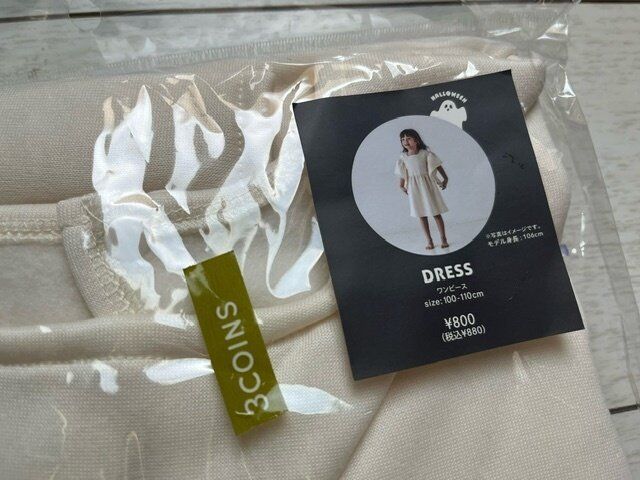 HALLOWEEN
※写真はイメージです。
モデル身長:106cm
DRESS
ワンピース
size:100-110cm
¥800
(税込¥880)
3COINS